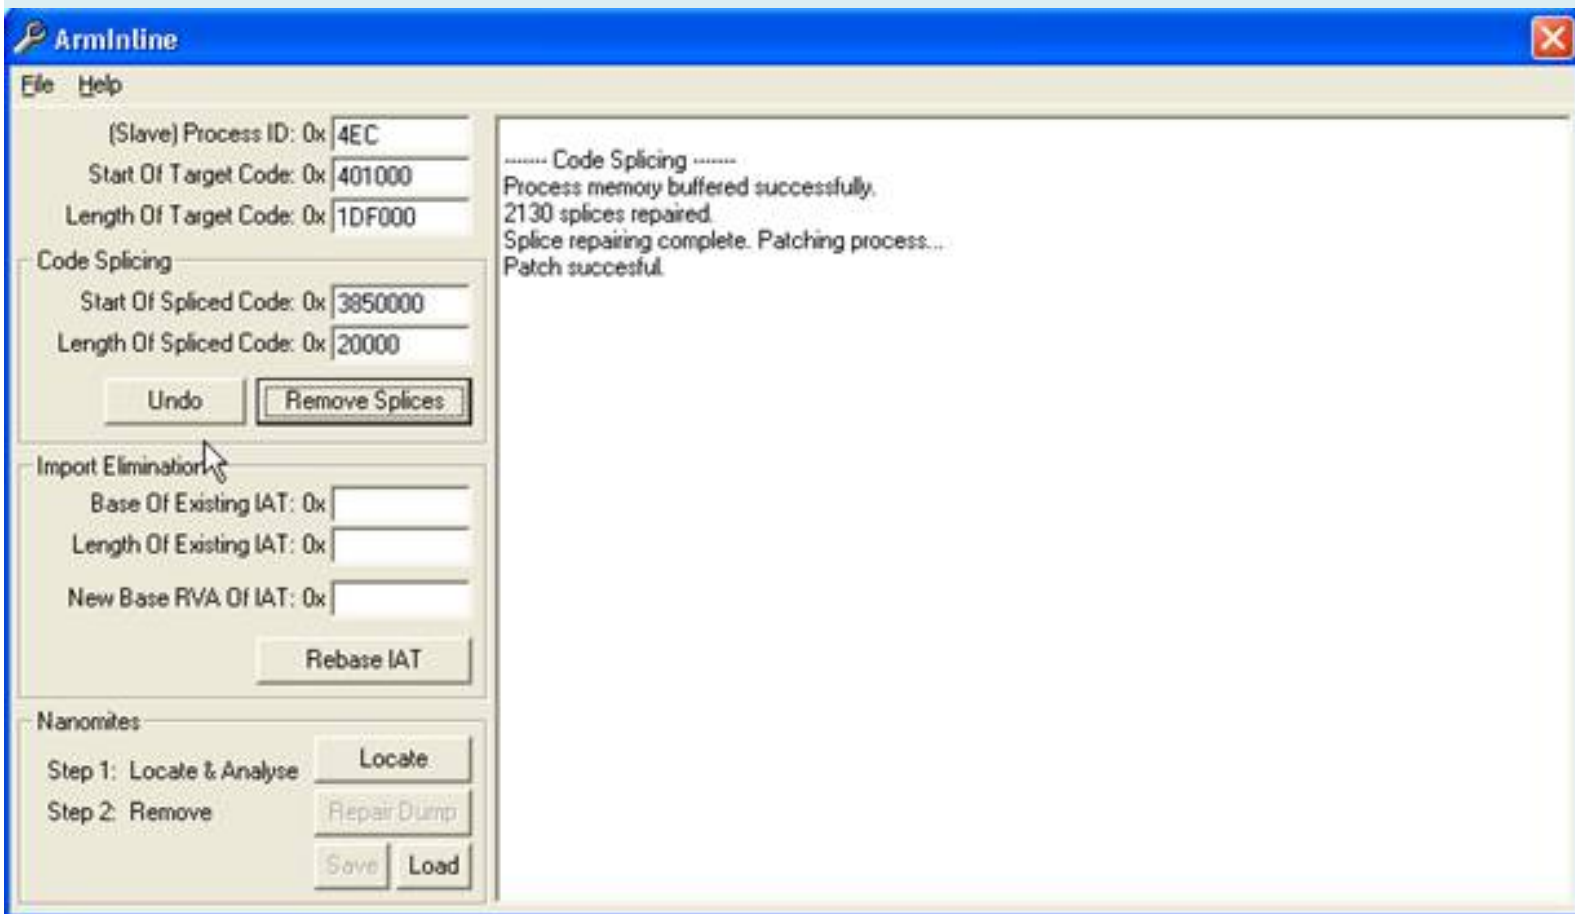 ArmInline
File Help
(Slave) Process ID: 0x 4EC
Start Of Target Code: 0x 401000
Length Of Target Code: 0x 1DF000
Code Splicing
Start Of Spliced Code: 0x 3850000
Length Of Spliced Code: 0x 20000
Undo Remove Splices
Import Elimination
Base Of Existing IAT: 0x
Length Of Existing IAT: 0x
New Base RVA Of IAT: 0x
Rebase IAT
Nanomites
Step 1: Locate & Analyse Locate
Step 2: Remove Repair Dump
Save Load
------- Code Splicing -------
Process memory buffered successfully.
2130 splices repaired.
Splice repairing complete. Patching process...
Patch succesful.